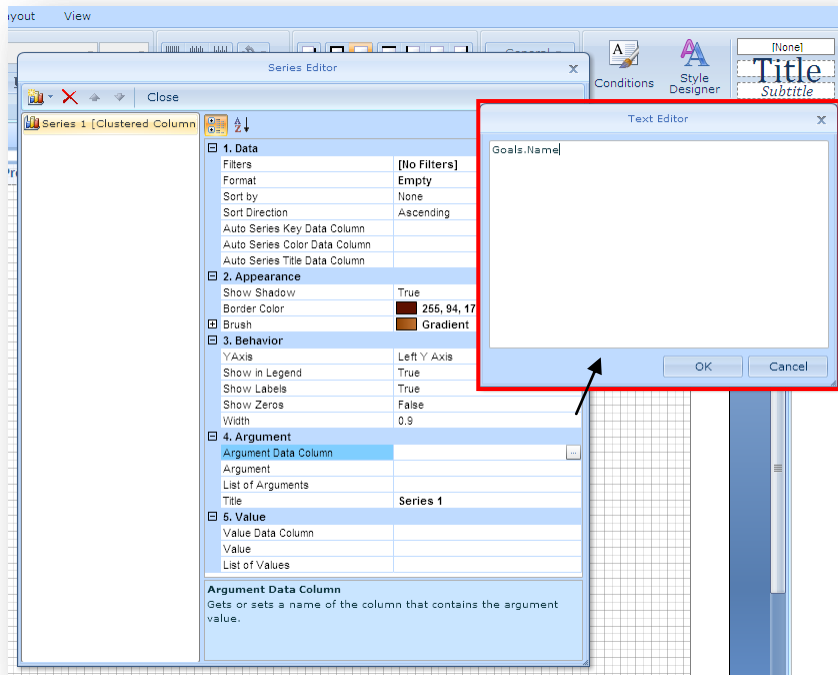 yout View
Series Editor x
Close
Series 1 [Clustered Column
1. Data
Filters [No Filters]
Format Empty
Sort by None
Sort Direction Ascending
Auto Series Key Data Column
Auto Series Color Data Column
Auto Series Title Data Column
2. Appearance
Show Shadow True
Border Color 255, 94, 17
Brush Gradient
3. Behavior
YAxis Left Y Axis
Show in Legend True
Show Labels True
Show Zeros False
Width 0.9
4. Argument
Argument Data Column ...
Argument
List of Arguments
Title Series 1
5. Value
Value Data Column
Value
List of Values
Argument Data Column
Gets or sets a name of the column that contains the argument
value.
Conditions
Style
Designer
[None]
Title
Subtitle
Text Editor x
Goals.Name
OK Cancel